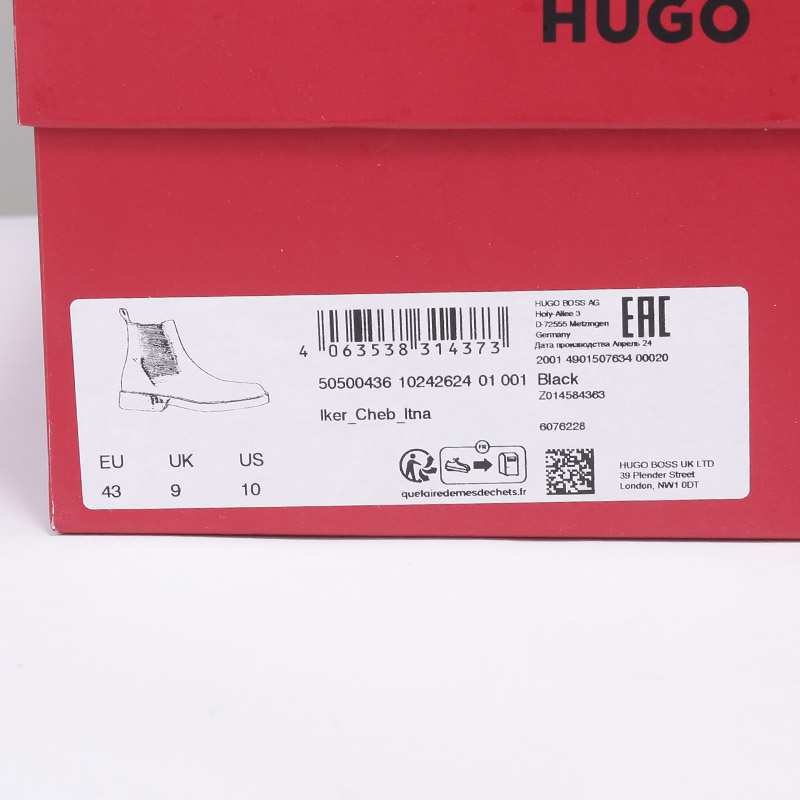 HUGO
HUGO BOSS AG
Holy-Allee 3
D-72555 Metzingen
Germany
Дата производства Апрель 24
EAC
2001 4901507634 00020
4 063538 314373
50500436 10242624 01 001 Black
Z014584363
Iker_Cheb_ltna
6076228
EU UK US
43 9 10
FR
quefairedemesdechets.fr
HUGO BOSS UK LTD
39 Plender Street
London, NW1 0DT